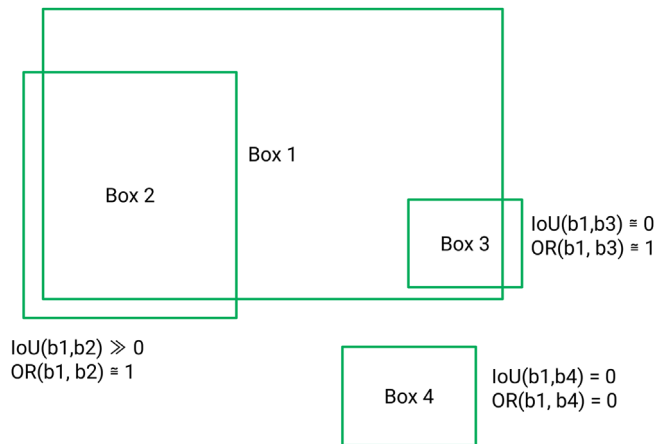 Box 1
Box 2
Box 3
IoU(b1,b3) ≅ 0
OR(b1, b3) ≅ 1
IoU(b1,b2) ≫ 0
OR(b1, b2) ≅ 1
Box 4
IoU(b1,b4) = 0
OR(b1, b4) = 0